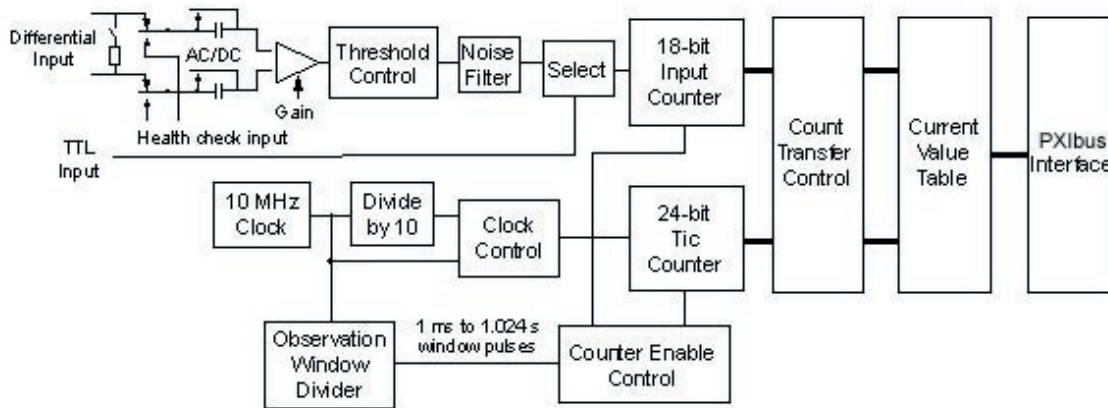 Differential
Input
AC/DC
Gain
Health check input
TTL
Input
Threshold
Control
Noise
Filter
Select
18-bit
Input
Counter
Count
Transfer
Control
Current
Value
Table
PXIbus
Interface
10 MHz
Clock
Divide
by 10
Clock
Control
24-bit
Tic
Counter
Observation
Window
Divider
1 ms to 1.024 s
window pulses
Counter Enable
Control